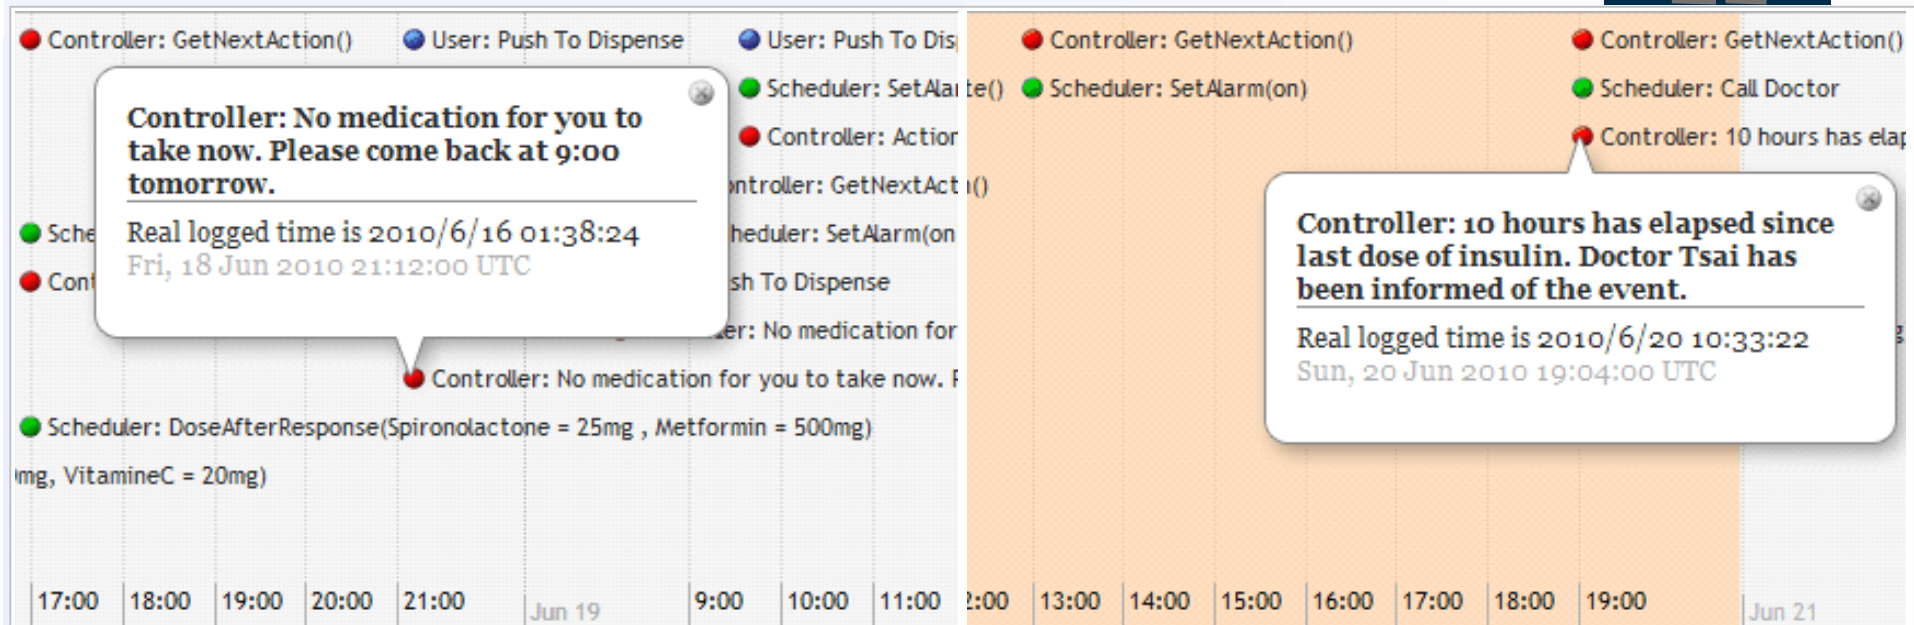 Controller: GetNextAction()
User: Push To Dispense
User: Push To Dis
Scheduler: SetAlar
Controller: Action
ontroller: GetNextAct
Controller: No medication for you to
take now. Please come back at 9:00
tomorrow.
Real logged time is 2010/6/16 01:38:24
Fri, 18 Jun 2010 21:12:00 UTC
Sche
heduler: SetAlarm(on
Cont
sh To Dispense
er: No medication for
Controller: No medication for you to take now. P
Scheduler: DoseAfterResponse(Spironolactone = 25mg , Metformin = 500mg)
mg, VitamineC = 20mg)
17:00 18:00 19:00 20:00 21:00 Jun 19 9:00 10:00 11:00
Controller: GetNextAction()
Controller: GetNextAction()
te()
Scheduler: SetAlarm(on)
Scheduler: Call Doctor
Controller: 10 hours has elap
()
Controller: 10 hours has elapsed since
last dose of insulin. Doctor Tsai has
been informed of the event.
Real logged time is 2010/6/20 10:33:22
Sun, 20 Jun 2010 19:04:00 UTC
2:00 13:00 14:00 15:00 16:00 17:00 18:00 19:00 Jun 21